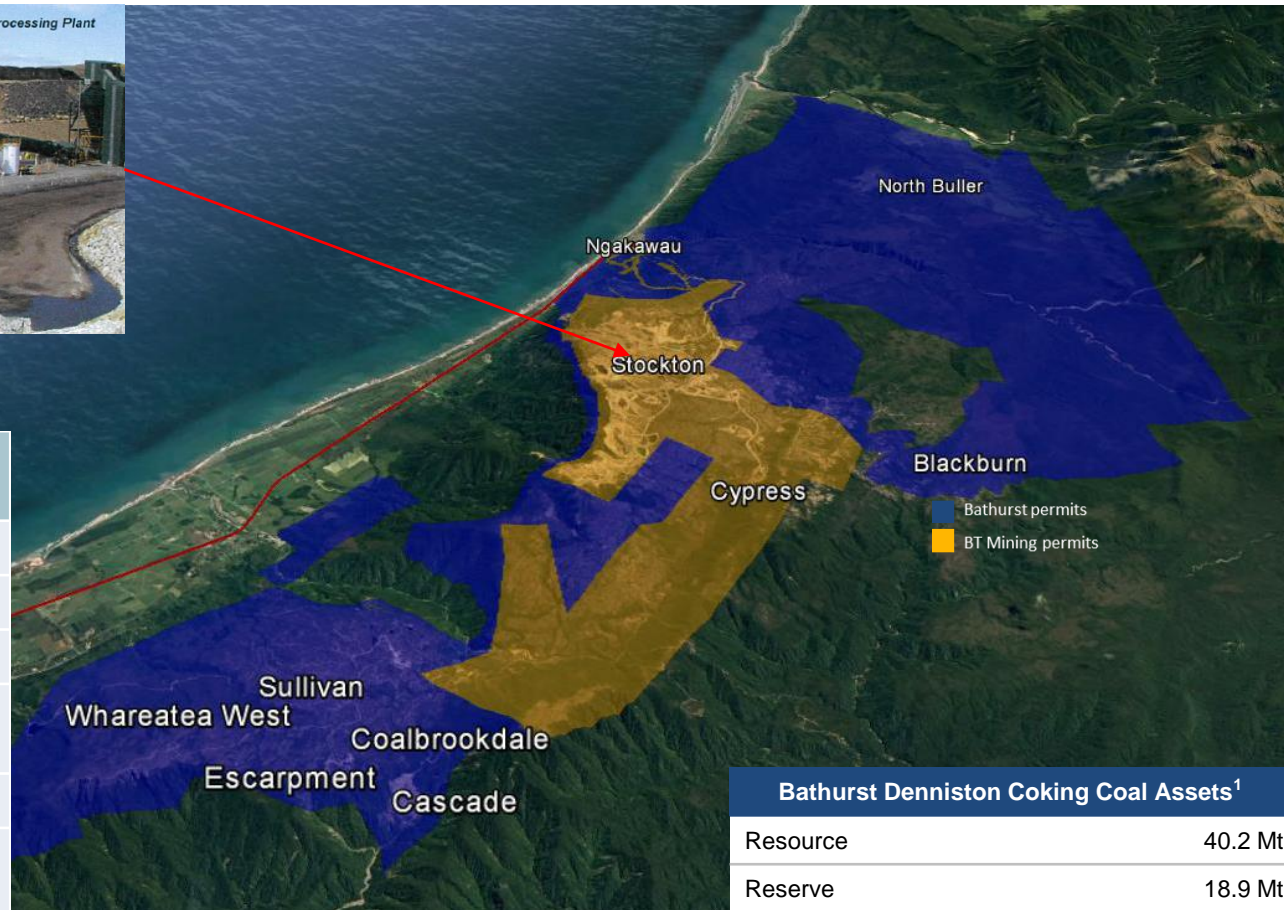 rocessing Plant
North Buller
Ngakawau
Stockton
Blackburn
Cypress
Bathurst permits
BT Mining permits
Sullivan
Whareatea West
Coalbrookdale
Escarpment
Cascade
Bathurst Denniston Coking Coal Assets¹
Resource 40.2 Mt
Reserve 18.9 Mt